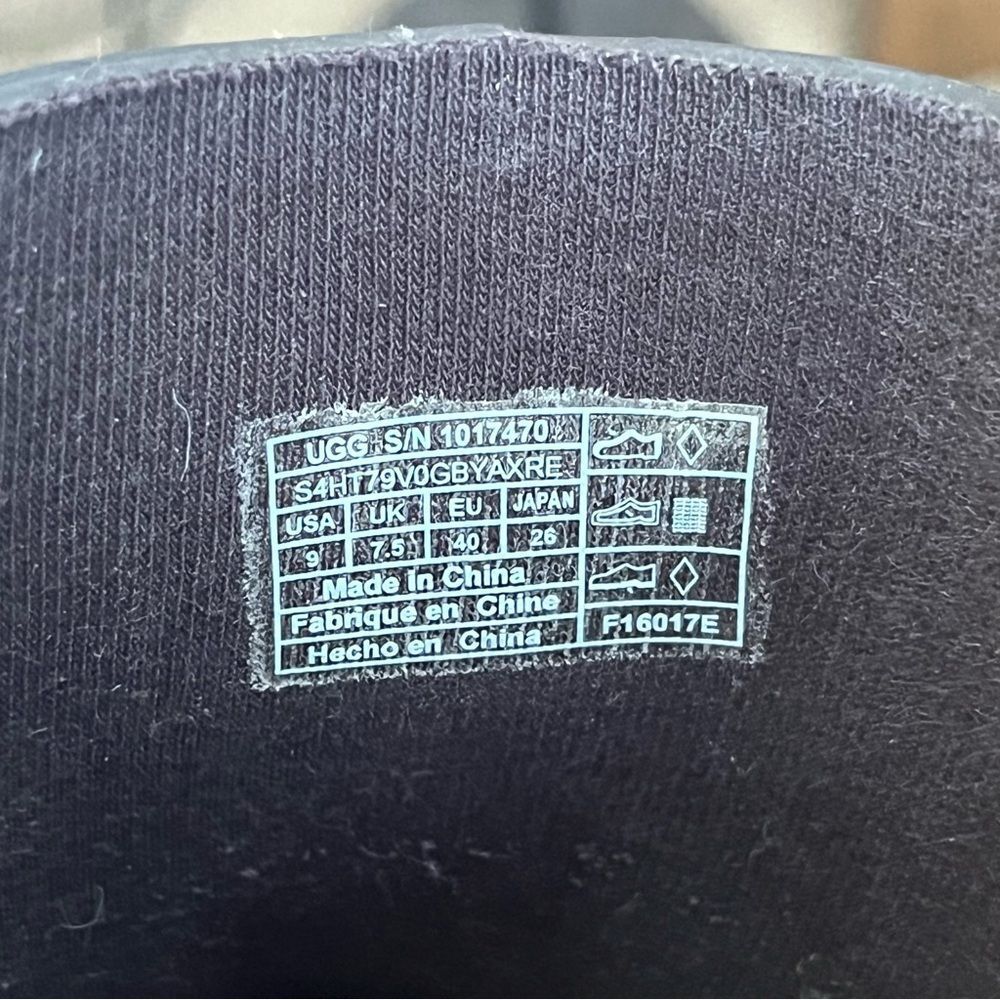 UGG S/N 1017470
S4HT79V0GBYAXRE
USA UK EU JAPAN
9 7.5 40 26
Made in China
Fabriqué en Chine
Hecho en China
F16017E